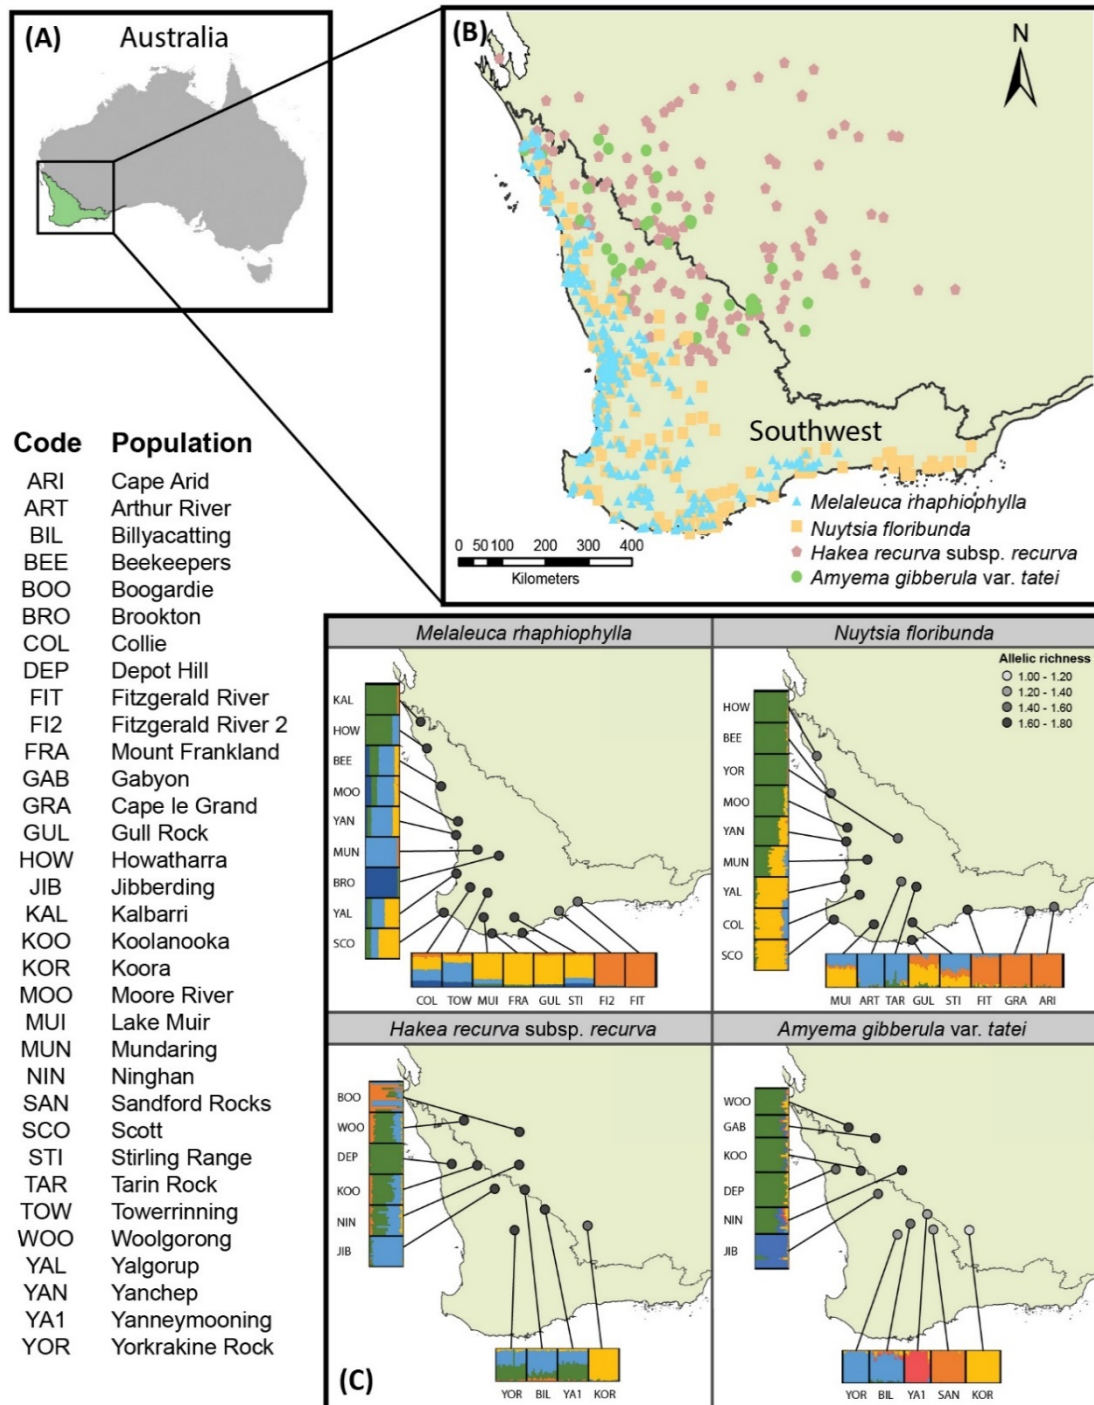 (A)
Australia
(B)
N
Southwest
Melaleuca rhaphiophylla
Nuytsia floribunda
Hakea recurva subsp. recurva
Amyema gibberula var. tatei
0 50 100 200 300 400
Kilometers
Code Population
ARI Cape Arid
ART Arthur River
BIL Billyacatting
BEE Beekeepers
BOO Boogardie
BRO Brookton
COL Collie
DEP Depot Hill
FIT Fitzgerald River
FI2 Fitzgerald River 2
FRA Mount Frankland
GAB Gabyon
GRA Cape le Grand
GUL Gull Rock
HOW Howatharra
JIB Jibberding
KAL Kalbarri
KOO Koolanooka
KOR Koora
MOO Moore River
MUI Lake Muir
MUN Mundaring
NIN Ninghan
SAN Sandford Rocks
SCO Scott
STI Stirling Range
TAR Tarin Rock
TOW Towerrinning
WOO Woolgorong
YAL Yalgorup
YAN Yanchep
YA1 Yanneymooning
YOR Yorkrakine Rock
Melaleuca rhaphiophylla
KAL
HOW
BEE
MOO
YAN
MUN
BRO
YAL
SCO
COL TOW MUI FRA GUL STI FI2 FIT
Nuytsia floribunda
Allelic richness
1.00 - 1.20
1.20 - 1.40
1.40 - 1.60
1.60 - 1.80
HOW
BEE
YOR
MOO
YAN
MUN
YAL
COL
SCO
MUI ART TAR GUL STI FIT GRA ARI
Hakea recurva subsp. recurva
BOO
WOO
DEP
KOO
NIN
JIB
YOR BIL YA1 KOR
(C)
Amyema gibberula var. tatei
WOO
GAB
KOO
DEP
NIN
JIB
YOR BIL YA1 SAN KOR